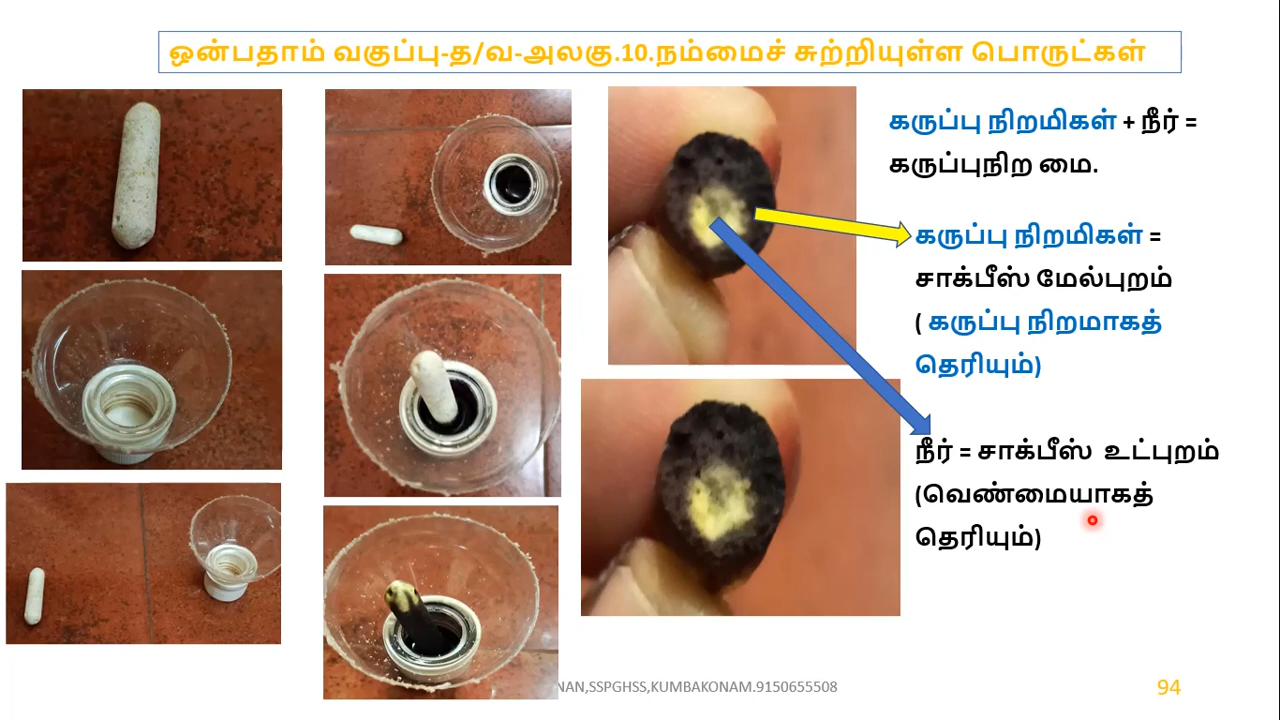 ஒன்பதாம் வகுப்பு-த/வ-அலகு.10.நம்மைச் சுற்றியுள்ள பொருட்கள்
கருப்பு நிறமிகள் + நீர் =
கருப்புநிற மை.
கருப்பு நிறமிகள் =
சாக்பீஸ் மேல்புறம்
( கருப்பு நிறமாகத்
தெரியும்)
நீர் = சாக்பீஸ் உட்புறம்
(வெண்மையாகத்
தெரியும்)
NAN,SSPGHSS,KUMBAKONAM.9150655508
94